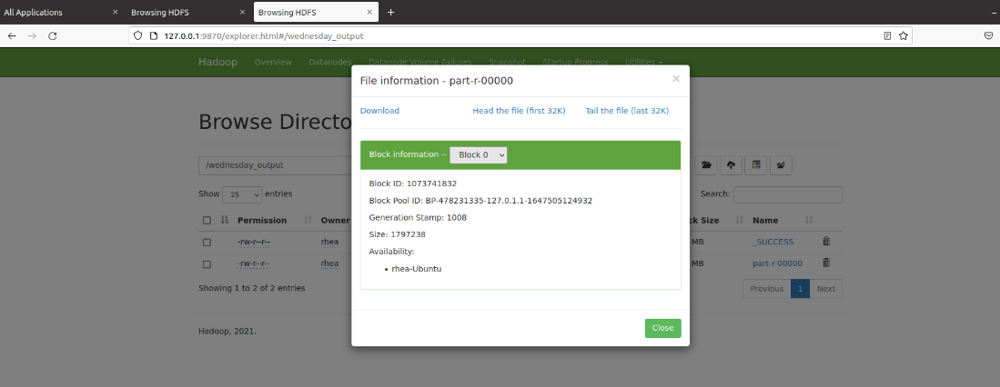 All Applications
Browsing HDFS
Browsing HDFS
127.0.0.1:9870/explorer.html#/wednesday_output
Hadoop Overview Datanodes Datanode Volume Failures Snapshot Startup Progress Utilities
File information - part-r-00000
Download Head the file (first 32K) Tail the file (last 32K)
Browse Directo
Block information -- Block 0
/wednesday_output
Block ID: 1073741832
Block Pool ID: BP-478231335-127.0.1.1-1647505124932
Generation Stamp: 1008
Size: 1797238
Availability:
rhea-Ubuntu
Show 25 entries
Search:
Permission Owner ck Size Name
-rw-r--r-- rhea MB _SUCCESS
-rw-r--r-- rhea MB part-r-00000
Showing 1 to 2 of 2 entries
Previous 1 Next
Close
Hadoop, 2021.